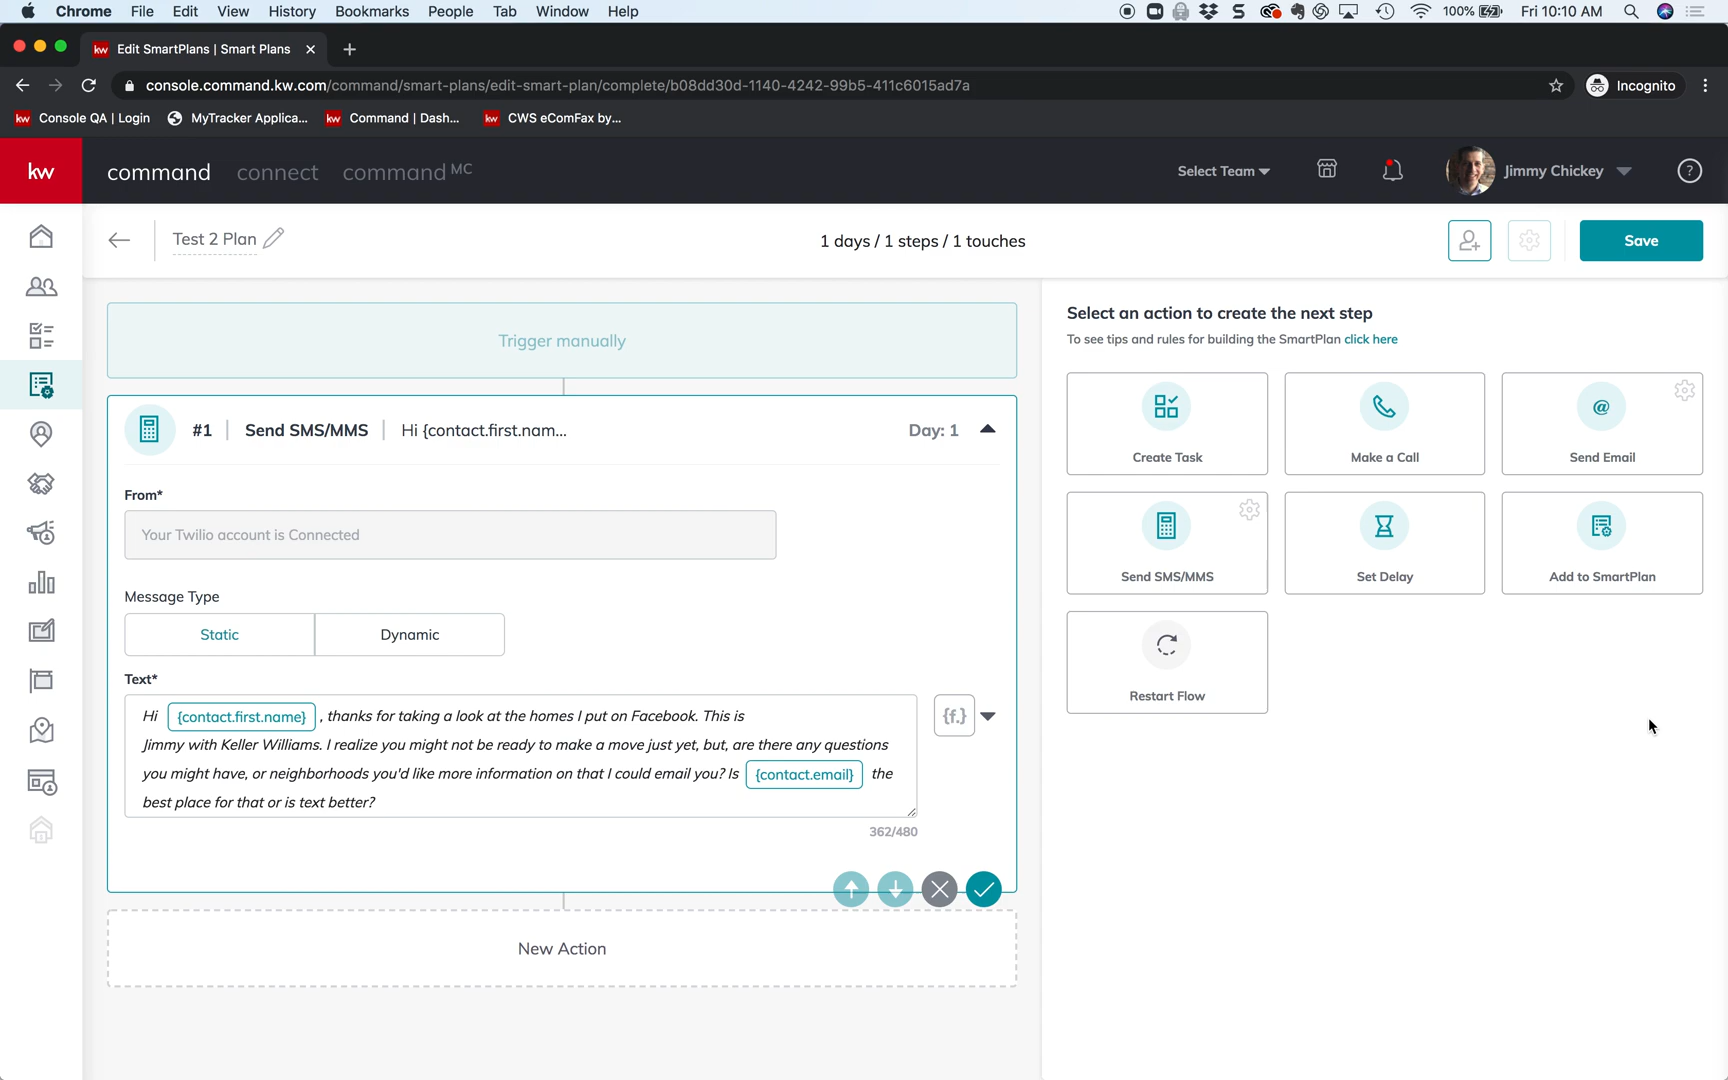 Chrome File Edit View History Bookmarks People Tab Window Help
100% Fri 10:10 AM
kw Edit SmartPlans | Smart Plans
console.command.kw.com/command/smart-plans/edit-smart-plan/complete/b08dd30d-1140-4242-99b5-411c6015ad7a
Incognito
kw Console QA | Login MyTracker Applica... kw Command | Dash... kw CWS eComFax by...
kw command connect command MC
Select Team
Jimmy Chickey
?
Test 2 Plan
1 days / 1 steps / 1 touches
Save
Trigger manually
#1 Send SMS/MMS Hi {contact.first.nam...
Day: 1
From*
Your Twilio account is Connected
Message Type
Static Dynamic
Text*
Hi {contact.first.name} , thanks for taking a look at the homes I put on Facebook. This is
Jimmy with Keller Williams. I realize you might not be ready to make a move just yet, but, are there any questions
you might have, or neighborhoods you'd like more information on that I could email you? Is {contact.email} the
best place for that or is text better?
{f.}
362/480
New Action
Select an action to create the next step
To see tips and rules for building the SmartPlan click here
Create Task
Make a Call
@
Send Email
Send SMS/MMS
Set Delay
Add to SmartPlan
Restart Flow